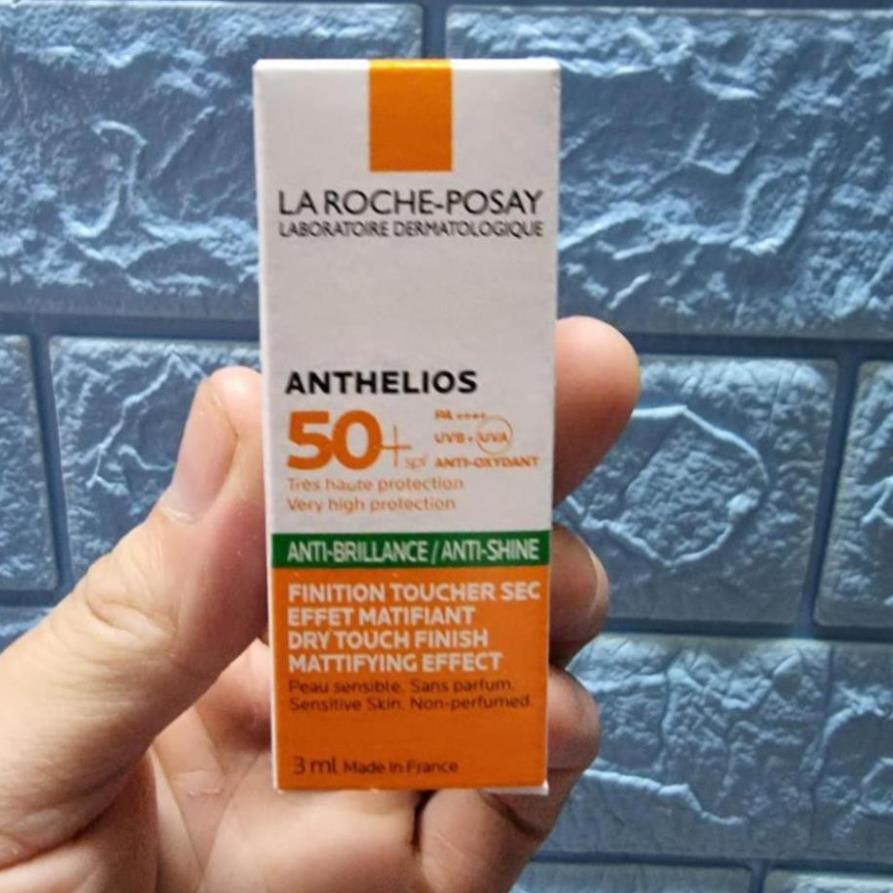 LA ROCHE-POSAY
LABORATOIRE DERMATOLOGIQUE
ANTHELIOS
50+ spf
PA ++++
UVB + UVA
ANTI-OXYDANT
Très haute protection
Very high protection
ANTI-BRILLANCE / ANTI-SHINE
FINITION TOUCHER SEC
EFFET MATIFIANT
DRY TOUCH FINISH
MATTIFYING EFFECT
Peau sensible. Sans parfum.
Sensitive Skin. Non-perfumed.
3 ml Made in France